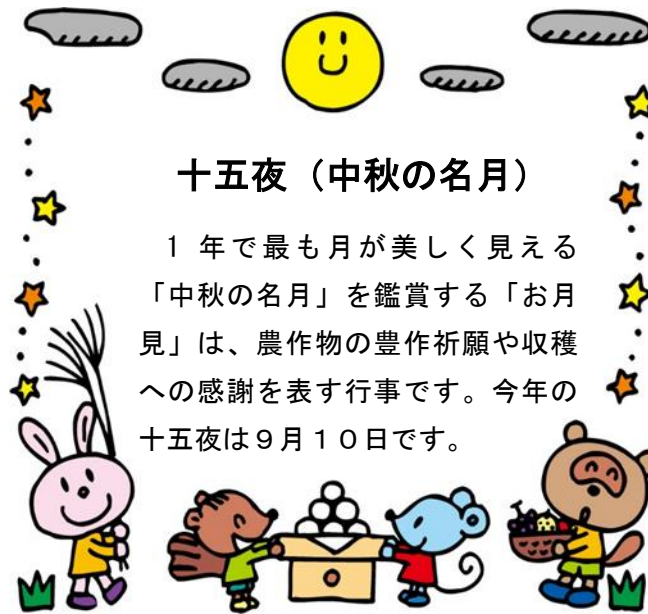 十五夜（中秋の名月）
１年で最も月が美しく見える
「中秋の名月」を鑑賞する「お月
見」は、農作物の豊作祈願や収穫
への感謝を表す行事です。今年の
十五夜は９月１０日です。